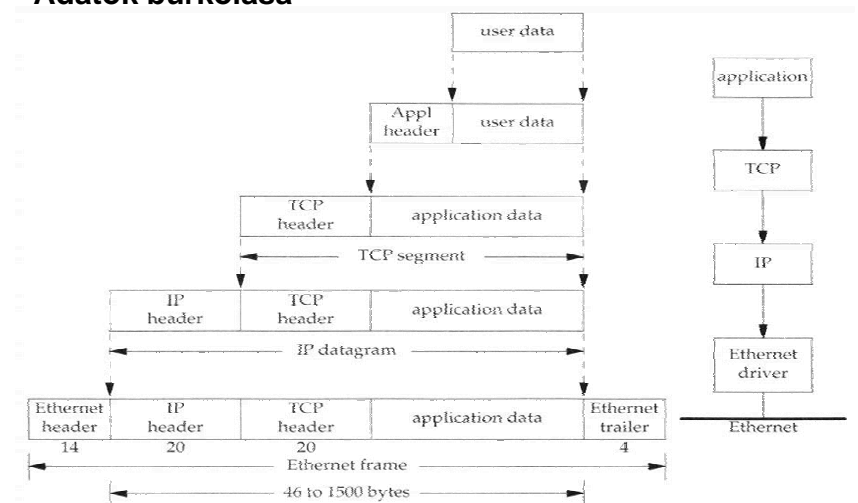 Adatok burkolása
user data
application
Appl
header
user data
TCP
TCP
header
application data
TCP segment
IP
IP
header
TCP
header
application data
IP datagram
Ethernet
driver
Ethernet
header
IP
header
TCP
header
application data
Ethernet
trailer
Ethernet
14
20
20
4
Ethernet frame
46 to 1500 bytes